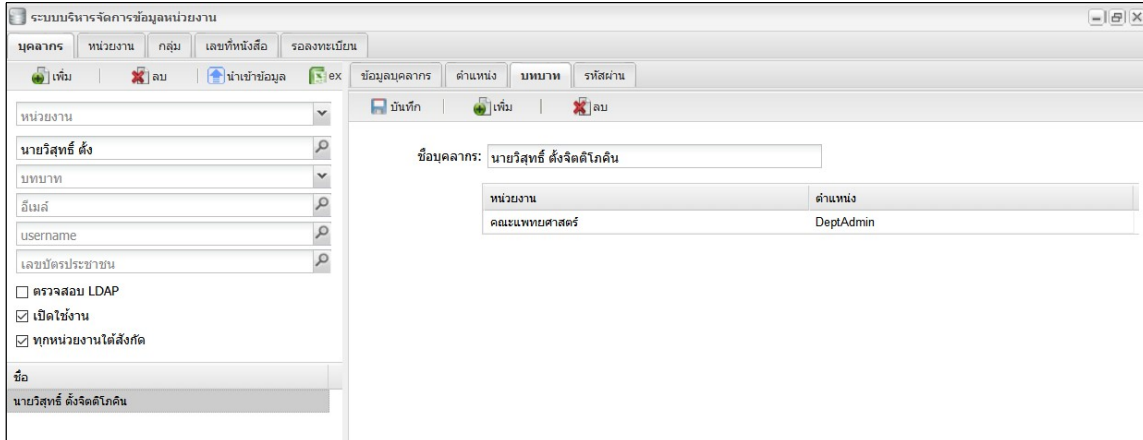 ระบบบริหารจัดการข้อมูลหน่วยงาน
บุคลากร หน่วยงาน กลุ่ม เลขที่หนังสือ รอลงทะเบียน
เพิ่ม ลบ นำเข้าข้อมูล ex
หน่วยงาน
นายวิสุทธิ์ ตั้ง
บทบาท
อีเมล์
username
เลขบัตรประชาชน
ตรวจสอบ LDAP
เปิดใช้งาน
ทุกหน่วยงานใต้สังกัด
ชื่อ
นายวิสุทธิ์ ตั้งจิตติโภคิน
ข้อมูลบุคลากร ตำแหน่ง บทบาท รหัสผ่าน
บันทึก เพิ่ม ลบ
ชื่อบุคลากร: นายวิสุทธิ์ ตั้งจิตติโภคิน
หน่วยงาน ตำแหน่ง
คณะแพทยศาสตร์ DeptAdmin